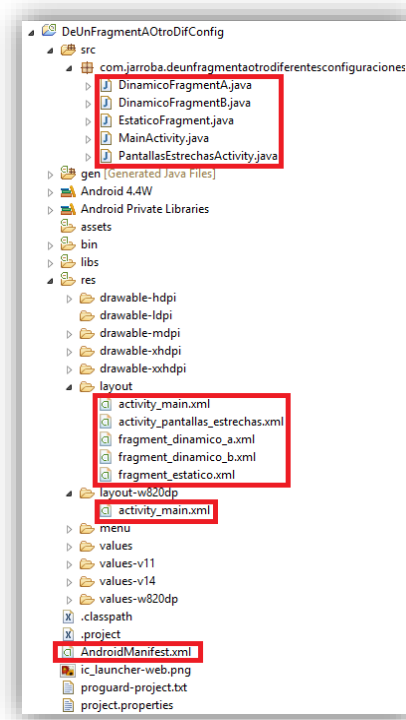 DeUnFragmentAOtroDifConfig
src
com.jarroba.deunfragmentaotrodiferentesconfiguraciones
DinamicoFragmentA.java
DinamicoFragmentB.java
EstaticoFragment.java
MainActivity.java
PantallasEstrechasActivity.java
gen [Generated Java Files]
Android 4.4W
Android Private Libraries
assets
bin
libs
res
drawable-hdpi
drawable-ldpi
drawable-mdpi
drawable-xhdpi
drawable-xxhdpi
layout
activity_main.xml
activity_pantallas_estrechas.xml
fragment_dinamico_a.xml
fragment_dinamico_b.xml
fragment_estatico.xml
layout-w820dp
activity_main.xml
menu
values
values-v11
values-v14
values-w820dp
.classpath
.project
AndroidManifest.xml
ic_launcher-web.png
proguard-project.txt
project.properties